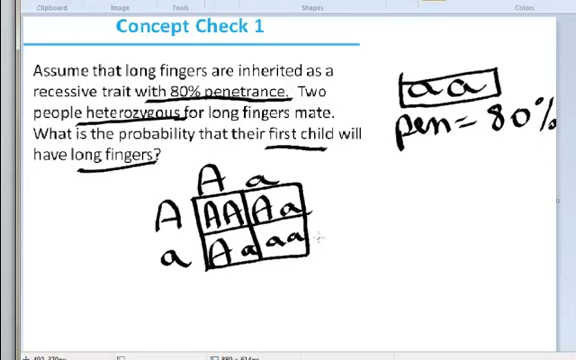 Clipboard
Image
Tools
Shapes
Colors
Concept Check 1
Assume that long fingers are inherited as a
recessive trait with 80% penetrance. Two
people heterozygous for long fingers mate.
What is the probability that their first child will
have long fingers?
aa
pen = 80%
A a
A AA Aa
a Aa aa